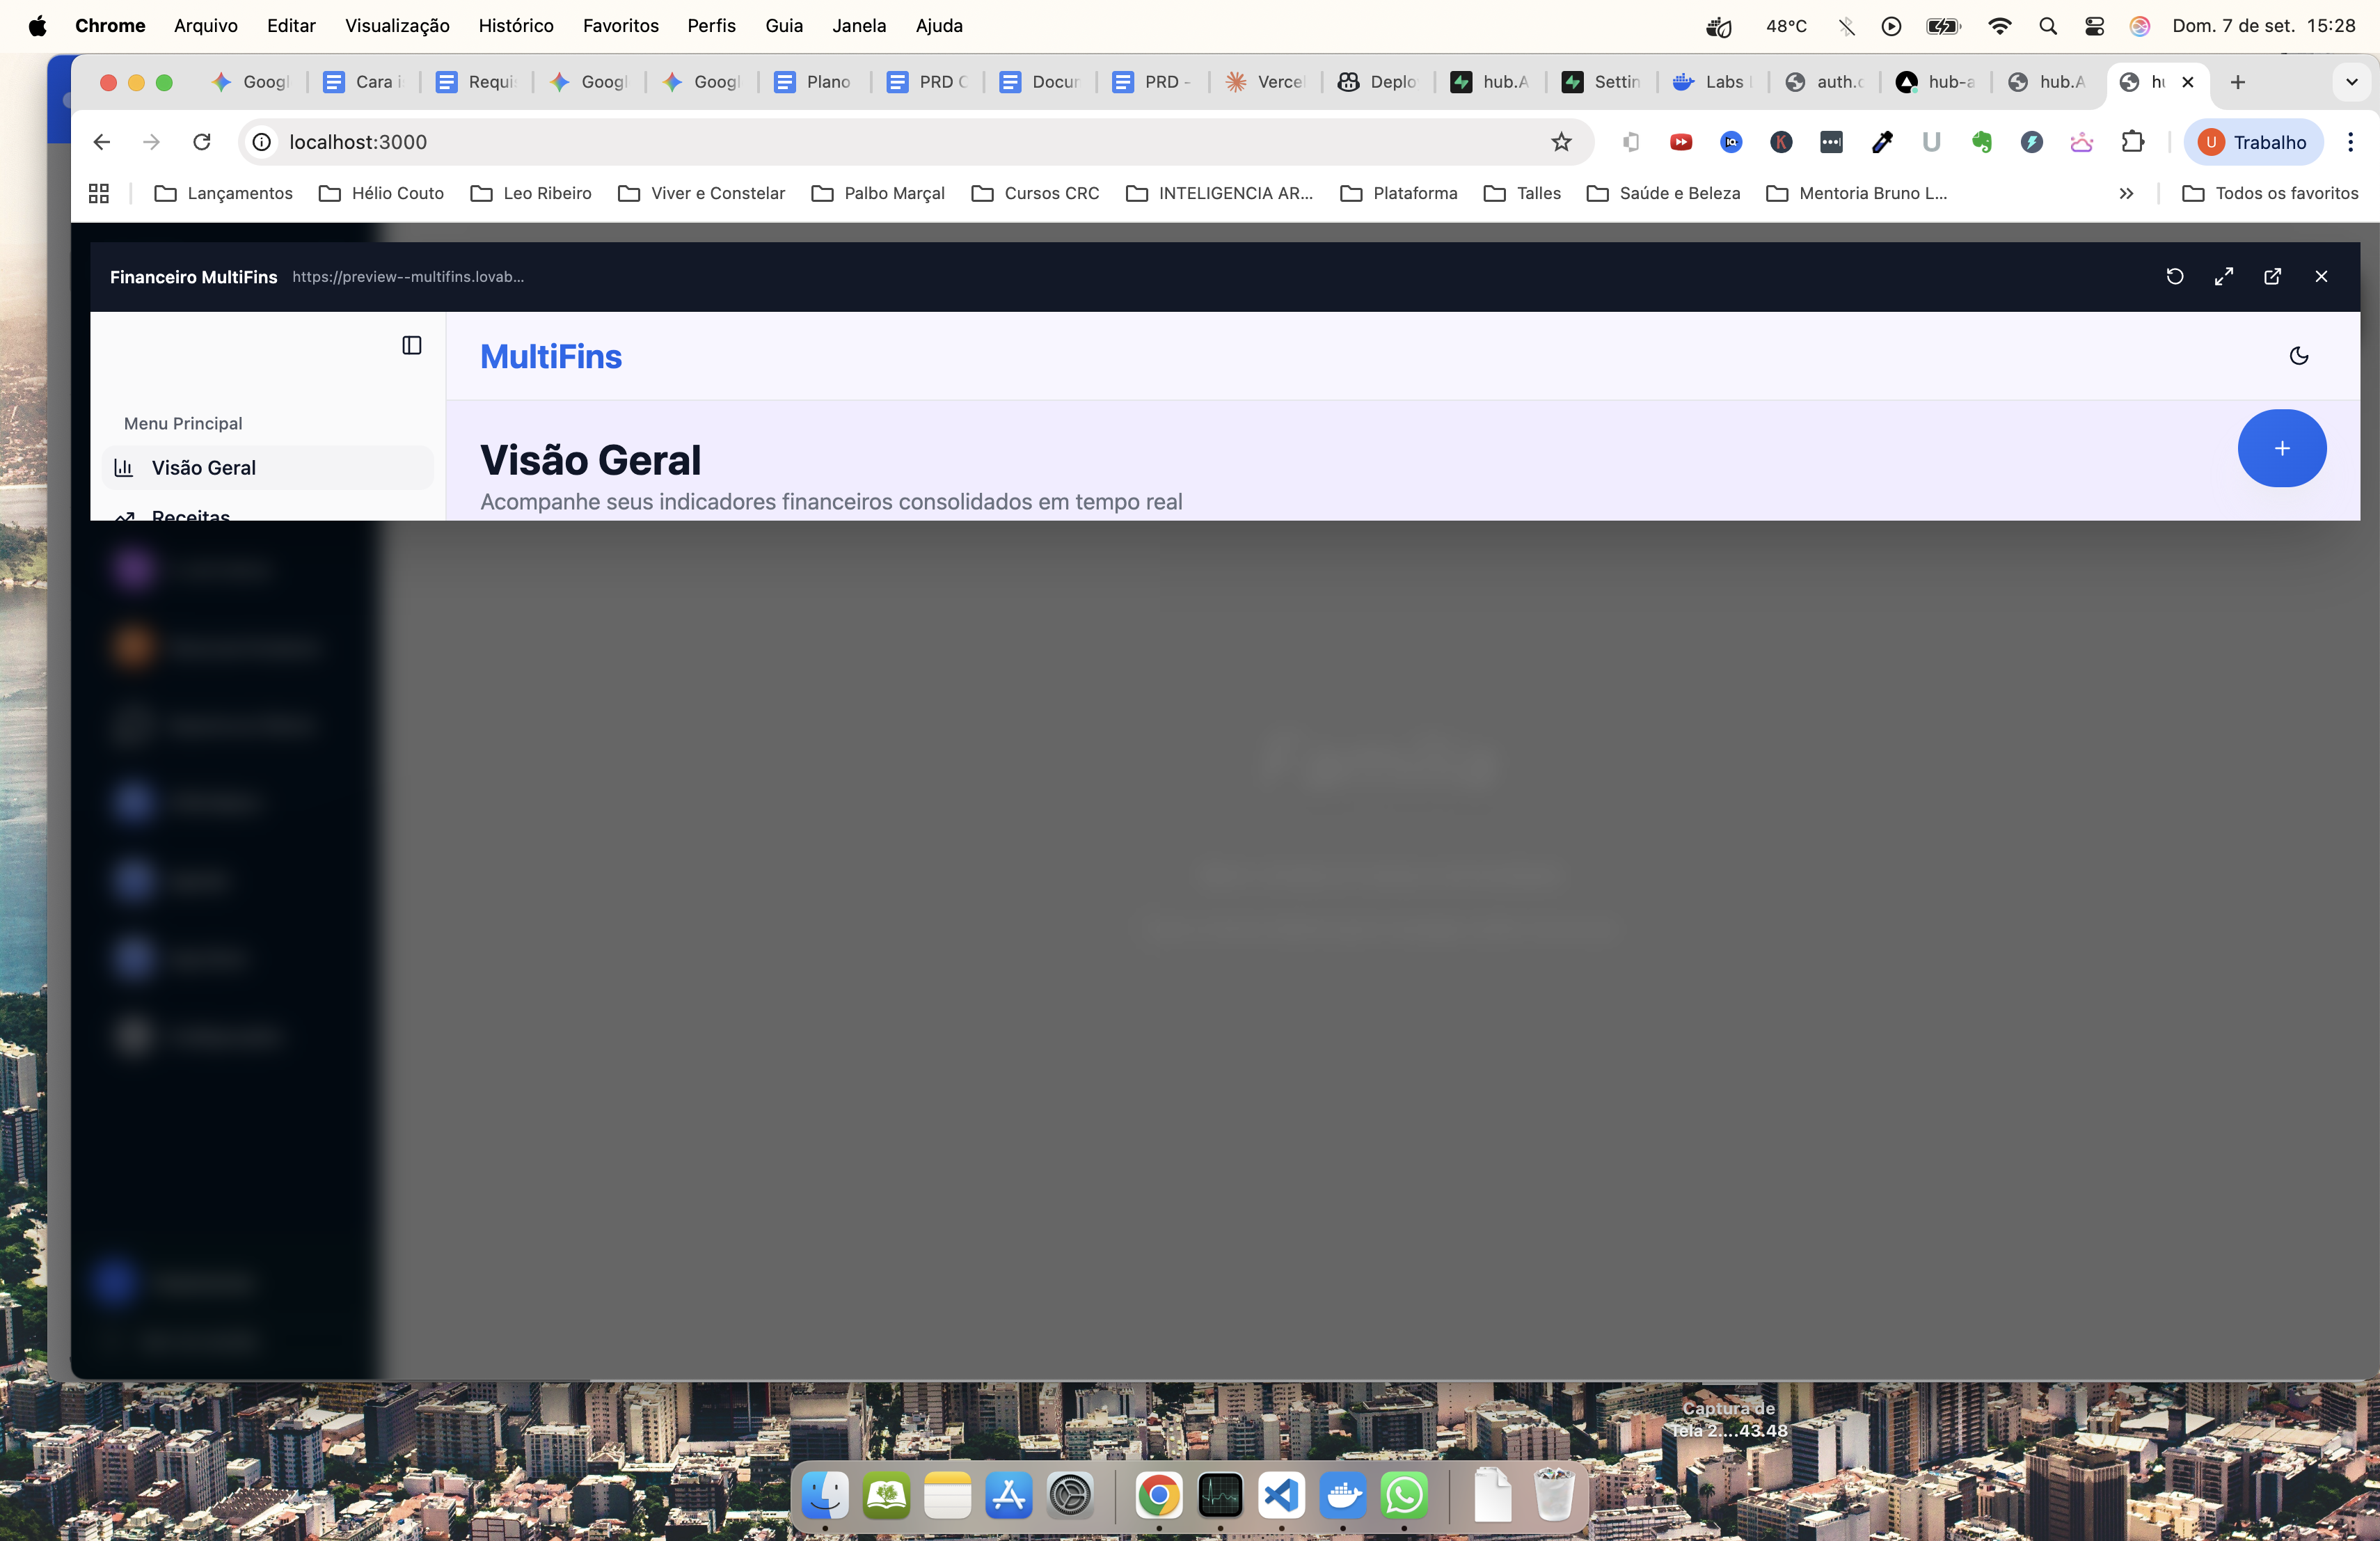 Chrome Arquivo Editar Visualização Histórico Favoritos Perfis Guia Janela Ajuda 48°C Dom. 7 de set. 15:28
Googl Cara i Requi Googl Googl Plano PRD C Docun PRD - Verce Deplo hub.A Settin Labs auth.c hub-a hub.A hu
localhost:3000 U Trabalho
Lançamentos Hélio Couto Leo Ribeiro Viver e Constelar Palbo Marçal Cursos CRC INTELIGENCIA AR... Plataforma Talles Saúde e Beleza Mentoria Bruno L... Todos os favoritos
Financeiro MultiFins https://preview--multifins.lovab...
MultiFins
Menu Principal
Visão Geral
Visão Geral
Acompanhe seus indicadores financeiros consolidados em tempo real
Receitas
Captura de
Tela 2....43.48